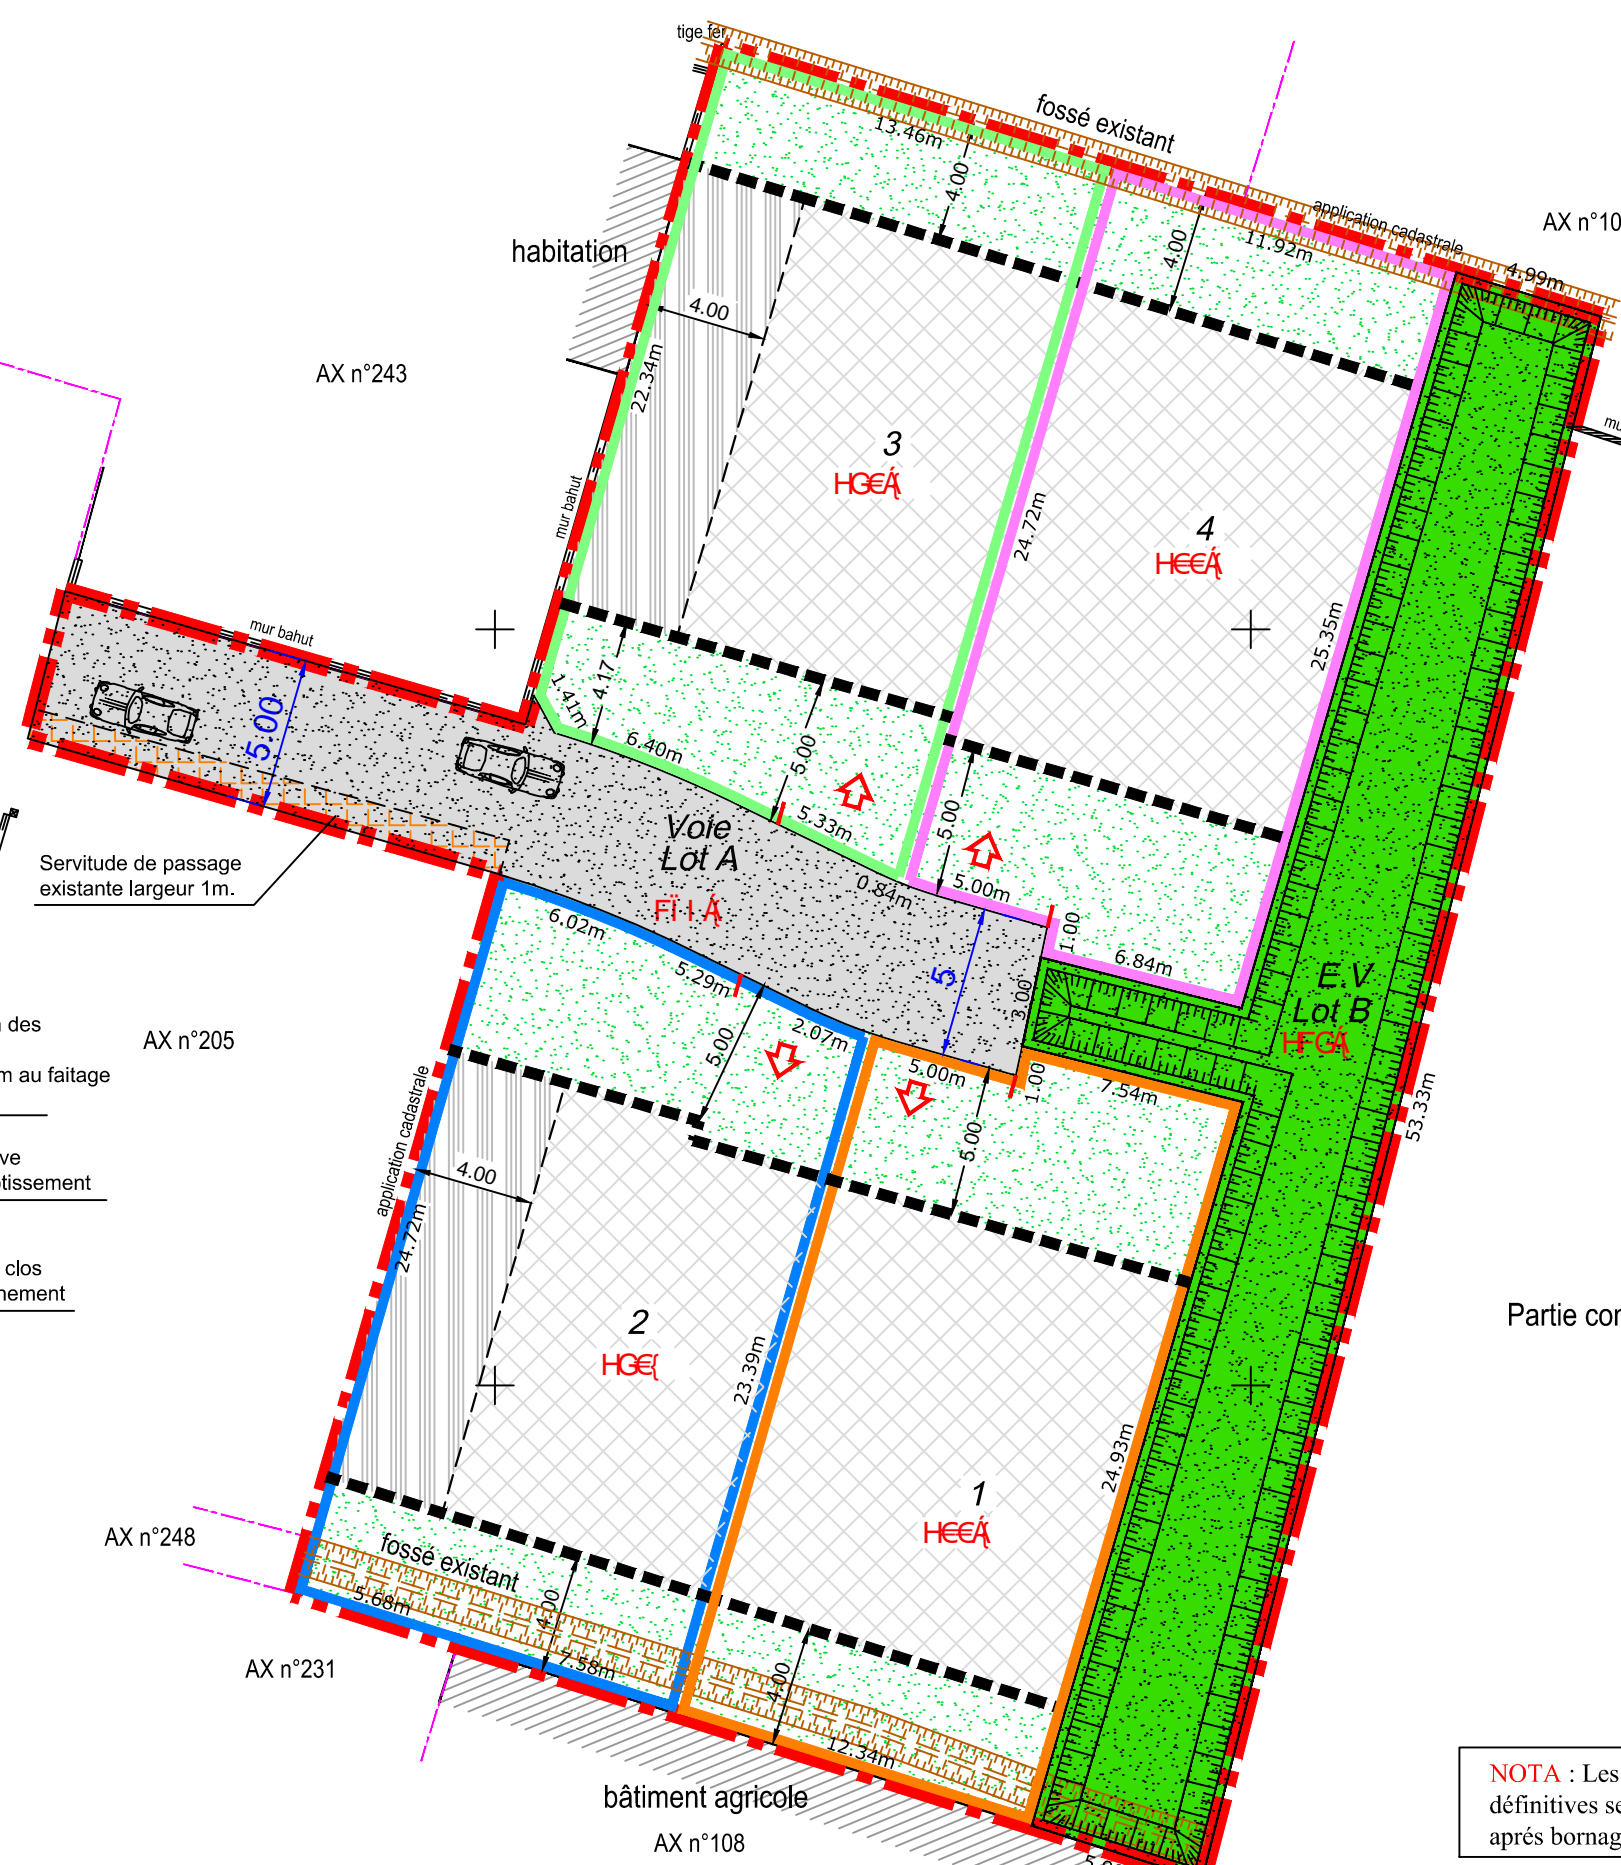 tige fer
fossé existant
13.46m
4.00
application cadastrale
11.92m
4.00
4.99m
AX n°10
habitation
4.00
22.34m
AX n°243
mur bahut
3
24.72m
4
25.35m
mur bahut
5.00
1.41m
4.17
6.40m
5.00
5.33m
Voie
Lot A
0.84m
5.00
5.00m
1.00
6.84m
Servitude de passage
existante largeur 1m.
6.02m
5.29m
5
3.00
E.V
Lot B
AX n°205
des
m au faitage
5.00
2.07m
5.00m
1.00
7.54m
5.00
53.33m
application cadastrale
4.00
24.72m
clos
2
23.39m
Partie
24.93m
1
AX n°248
fossé existant
5.68m
4.00
7.58m
4.00
12.34m
AX n°231
bâtiment agricole
AX n°108
NOTA : Les
définitives
aprés